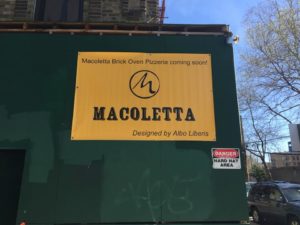 Macoletta Brick Oven Pizzeria coming soon!
M
MACOLETTA
Designed by Albo Liberis
DANGER
HARD HAT
AREA